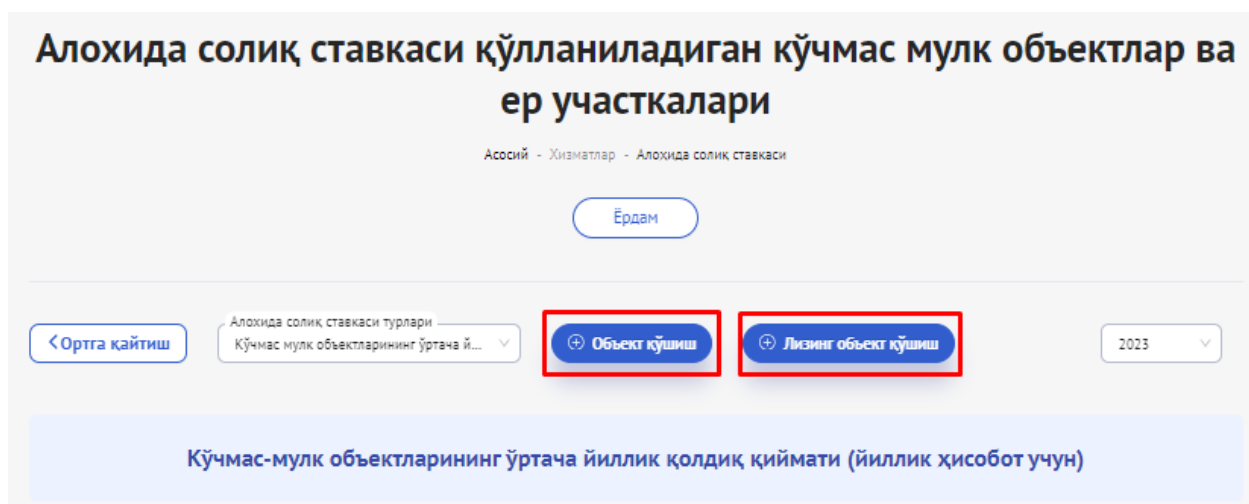 Алохида солиқ ставкаси қўлланиладиган кўчмас мулк объектлар ва
ер участкалари
Асосий - Хизматлар - Алохида солиқ ставкаси
Ёрдам
Ортга қайтиш
Алохида солиқ ставкаси турлари
Кўчмас мулк объектларининг ўртача й...
Объект қўшиш
Лизинг объект қўшиш
2023
Кўчмас-мулк объектларининг ўртача йиллик қолдиқ қиймати (йиллик ҳисобот учун)